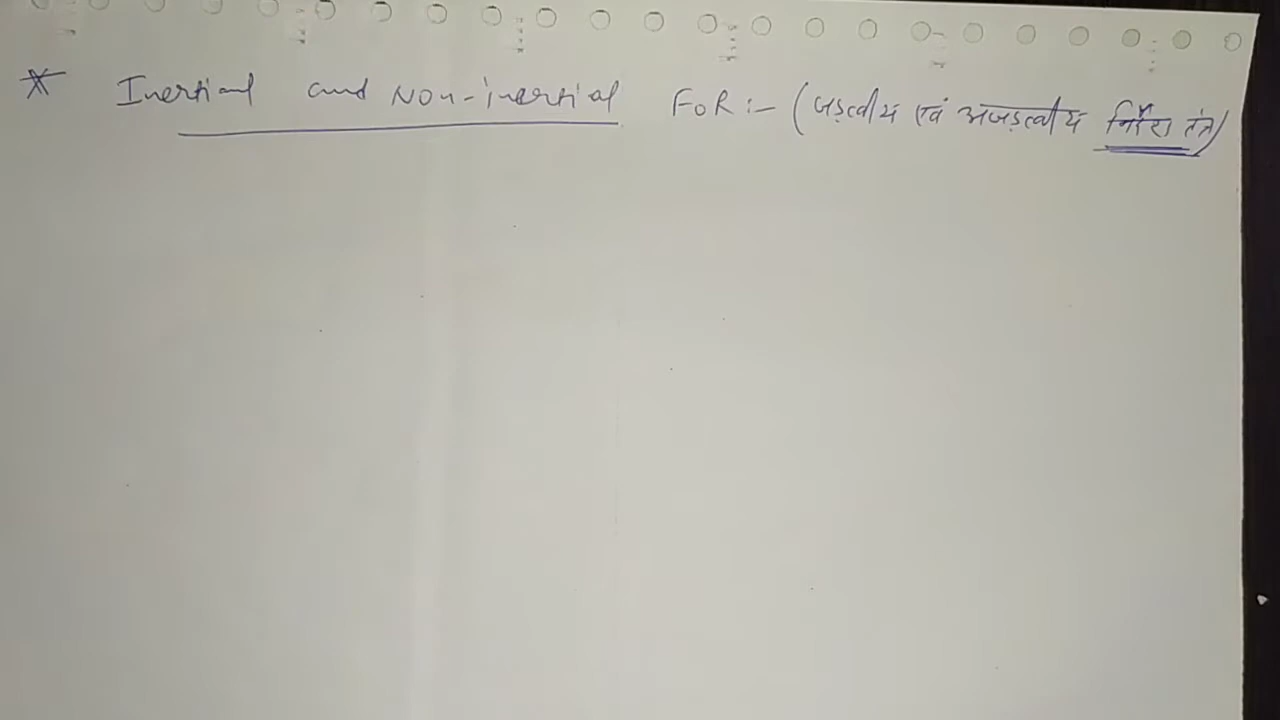 * Inertial and Non-inertial FoR :- (जड़त्वीय एवं अजड़त्वीय निर्देश तंत्र)